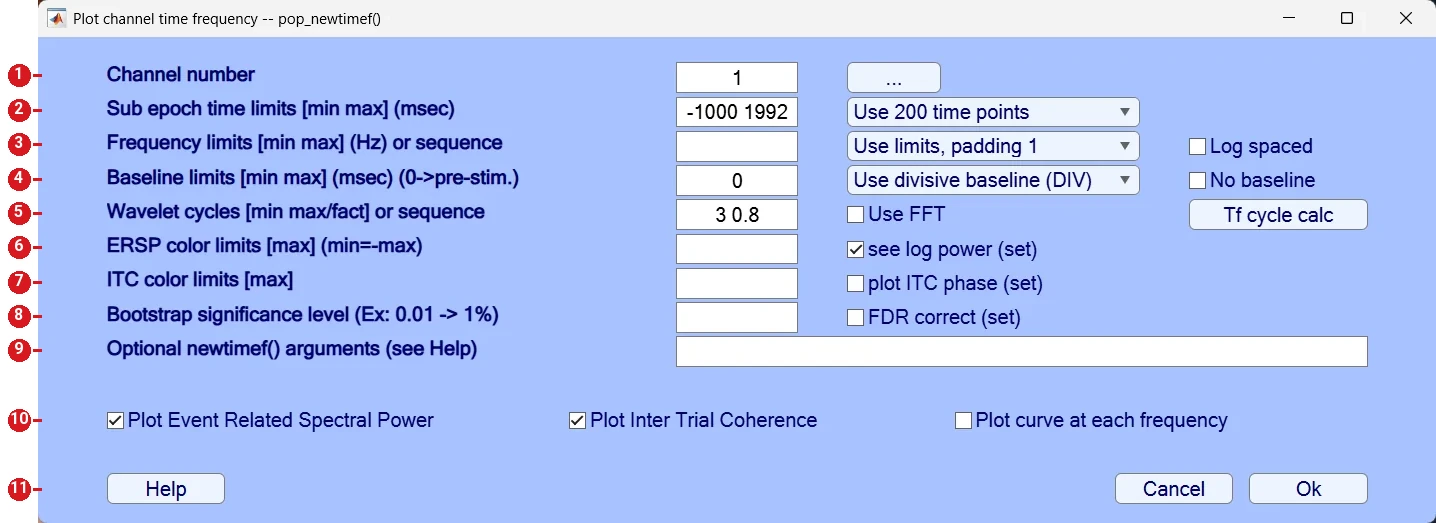 Plot channel time frequency -- pop_newtimef()
1 Channel number 1 ...
2 Sub epoch time limits [min max] (msec) -1000 1992 Use 200 time points
3 Frequency limits [min max] (Hz) or sequence Use limits, padding 1 Log spaced
4 Baseline limits [min max] (msec) (0->pre-stim.) 0 Use divisive baseline (DIV) No baseline
5 Wavelet cycles [min max/fact] or sequence 3 0.8 Use FFT Tf cycle calc
6 ERSP color limits [max] (min=-max) see log power (set)
7 ITC color limits [max] plot ITC phase (set)
8 Bootstrap significance level (Ex: 0.01 -> 1%) FDR correct (set)
9 Optional newtimef() arguments (see Help)
10 Plot Event Related Spectral Power Plot Inter Trial Coherence Plot curve at each frequency
11 Help Cancel Ok